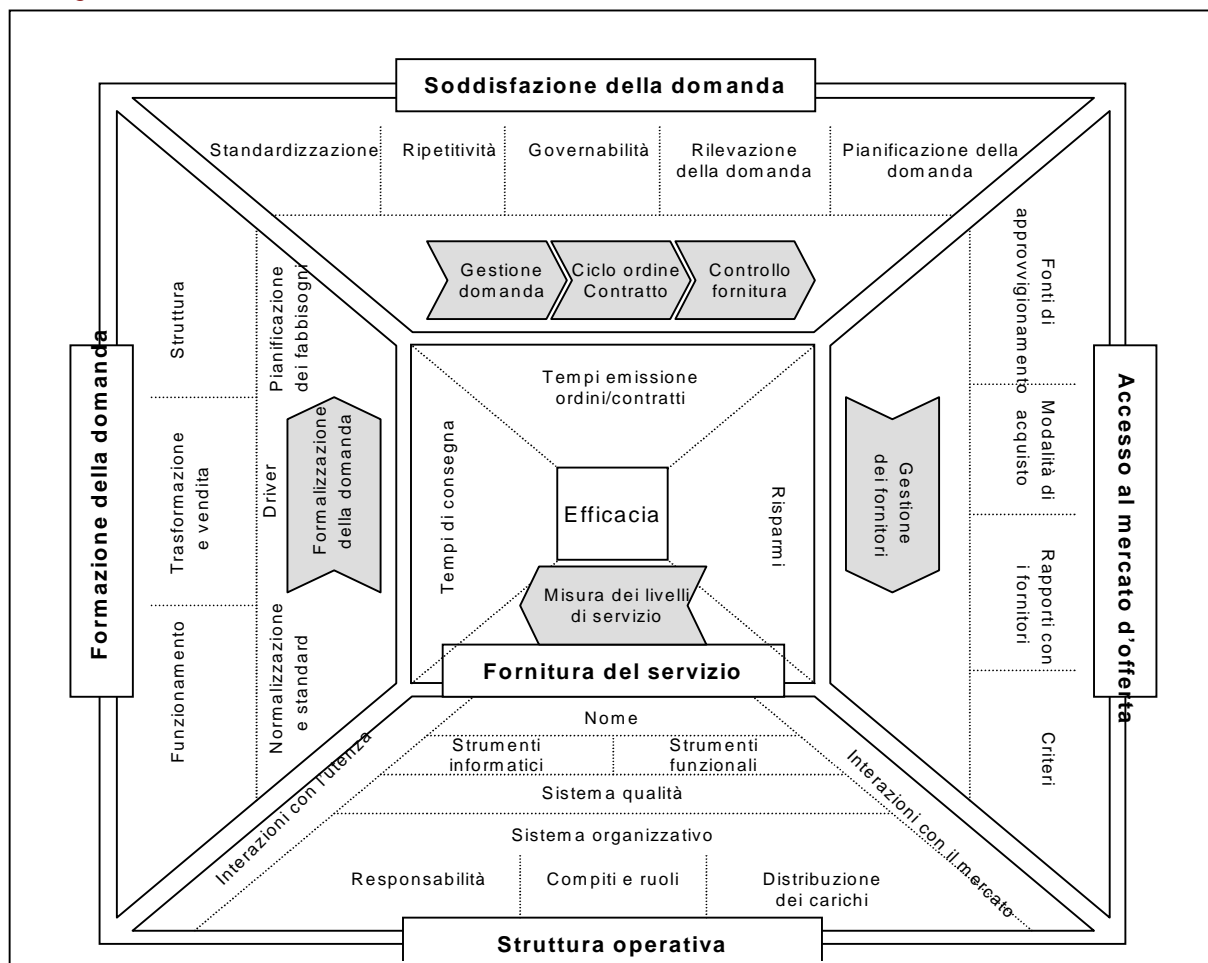 Soddisfazione della domanda
Standardizzazione
Ripetitività
Governabilità
Rilevazione
della domanda
Pianificazione della
domanda
Gestione
domanda
Ciclo ordine
Contratto
Controllo
fornitura
Formazione della domanda
Struttura
Trasformazione
e vendita
Funzionamento
Pianificazione
dei fabbisogni
Driver
Normalizzazione
e standard
Formalizzazione
della domanda
Tempi emissione
ordini/contratti
Tempi di consegna
Efficacia
Risparmi
Misura dei livelli
di servizio
Fornitura del servizio
Gestione
dei fornitori
Fonti di
approvvigionamento
Modalità di
acquisto
Rapporti con
i fornitori
Criteri
Accesso al mercato d’offerta
Nome
Strumenti
informatici
Strumenti
funzionali
Sistema qualità
Sistema organizzativo
Responsabilità
Compiti e ruoli
Distribuzione
dei carichi
Interazioni con l'utenza
Interazioni con il mercato
Struttura operativa